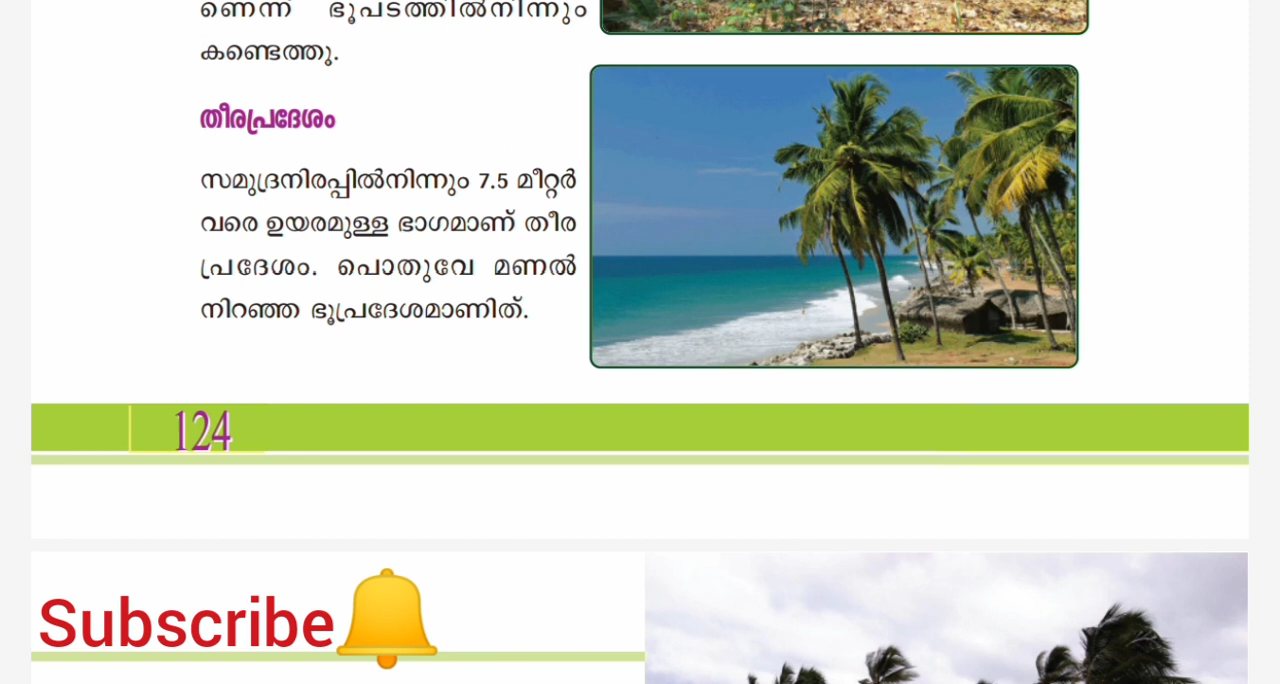 ണെന്ന് ഭൂപടത്തിൽനിന്നും
കണ്ടെത്തു.
തീരപ്രദേശം
സമുദ്രനിരപ്പിൽനിന്നും 7.5 മീറ്റർ
വരെ ഉയരമുള്ള ഭാഗമാണ് തീര
പ്രദേശം. പൊതുവേ മണൽ
നിറഞ്ഞ ഭൂപ്രദേശമാണിത്.
124
Subscribe